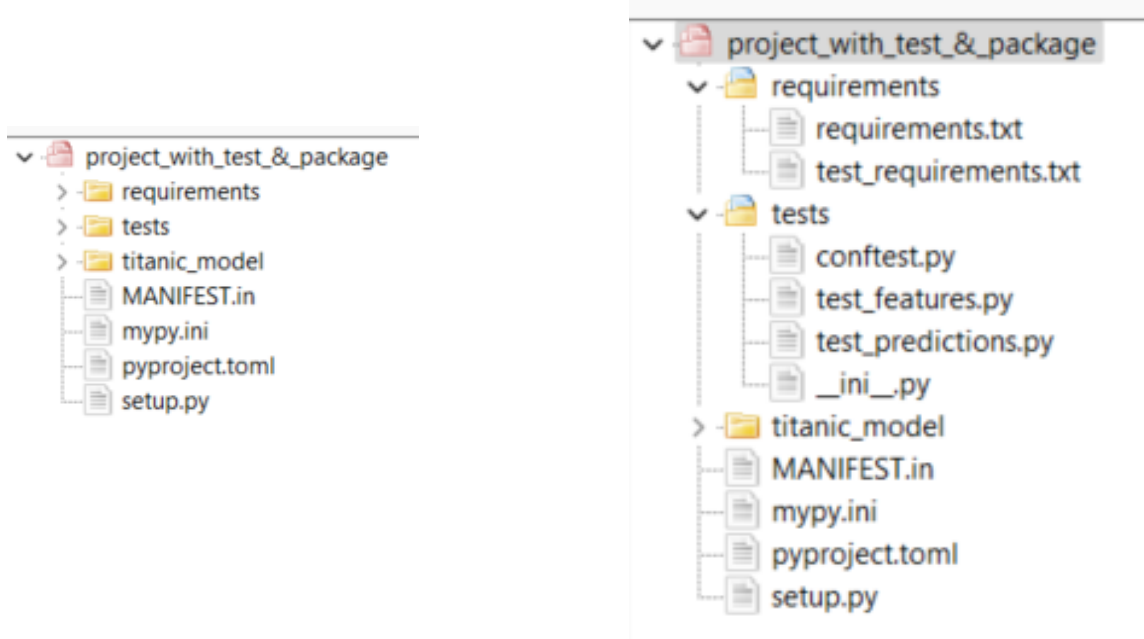 project_with_test_&_package
requirements
tests
titanic_model
MANIFEST.in
mypy.ini
pyproject.toml
setup.py
project_with_test_&_package
requirements
requirements.txt
test_requirements.txt
tests
conftest.py
test_features.py
test_predictions.py
__ini__.py
titanic_model
MANIFEST.in
mypy.ini
pyproject.toml
setup.py